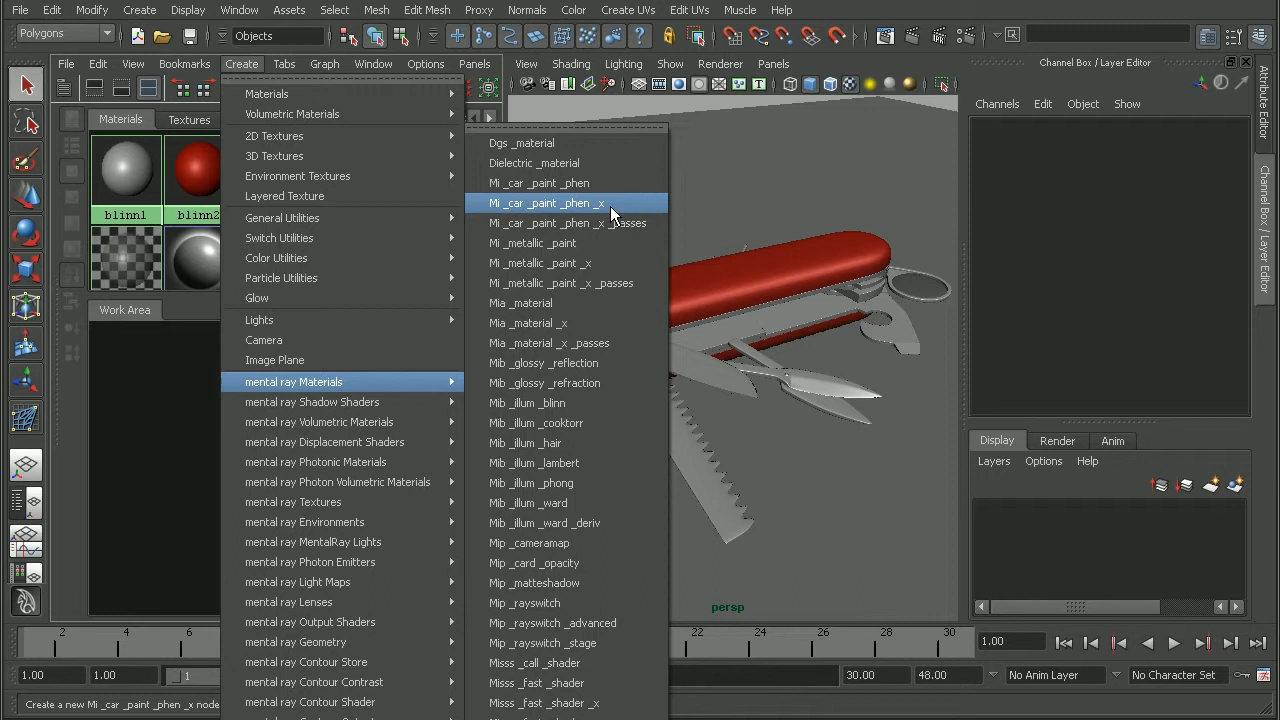 File Edit Modify Create Display Window Assets Select Mesh Edit Mesh Proxy Normals Color Create UVs Edit UVs Muscle Help
Polygons
Objects
File Edit View Bookmarks Create Tabs Graph Window Options Panels
View Shading Lighting Show Renderer Panels
Channel Box / Layer Editor
Channels Edit Object Show
Attribute Editor
Channel Box / Layer Editor
Materials Textures
blinn1 blinn2
Work Area
Materials
Volumetric Materials
2D Textures
3D Textures
Environment Textures
Layered Texture
General Utilities
Switch Utilities
Color Utilities
Particle Utilities
Glow
Lights
Camera
Image Plane
mental ray Materials
mental ray Shadow Shaders
mental ray Volumetric Materials
mental ray Displacement Shaders
mental ray Photonic Materials
mental ray Photon Volumetric Materials
mental ray Textures
mental ray Environments
mental ray MentalRay Lights
mental ray Photon Emitters
mental ray Light Maps
mental ray Lenses
mental ray Output Shaders
mental ray Geometry
mental ray Contour Store
mental ray Contour Contrast
mental ray Contour Shader
Dgs _material
Dielectric _material
Mi _car _paint _phen
Mi _car _paint _phen _x
Mi _car _paint _phen _x _passes
Mi _metallic _paint
Mi _metallic _paint _x
Mi _metallic _paint _x _passes
Mia _material
Mia _material _x
Mia _material _x _passes
Mib _glossy _reflection
Mib _glossy _refraction
Mib _illum _blinn
Mib _illum _cooktorr
Mib _illum _hair
Mib _illum _lambert
Mib _illum _phong
Mib _illum _ward
Mib _illum _ward _deriv
Mip _cameramap
Mip _card _opacity
Mip _matteshadow
Mip _rayswitch
Mip _rayswitch _advanced
Mip _rayswitch _stage
Misss _call _shader
Misss _fast _shader
Misss _fast _shader _x
persp
Display Render Anim
Layers Options Help
2 4 6 22 24 26 28 30
1.00
1.00 1.00 1 30.00 48.00 No Anim Layer No Character Set
Create a new Mi _car _paint _phen _x node